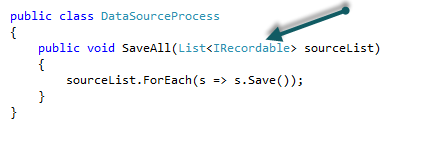 public class DataSourceProcess
{
public void SaveAll(List<IRecordable> sourceList)
{
sourceList.ForEach(s => s.Save());
}
}